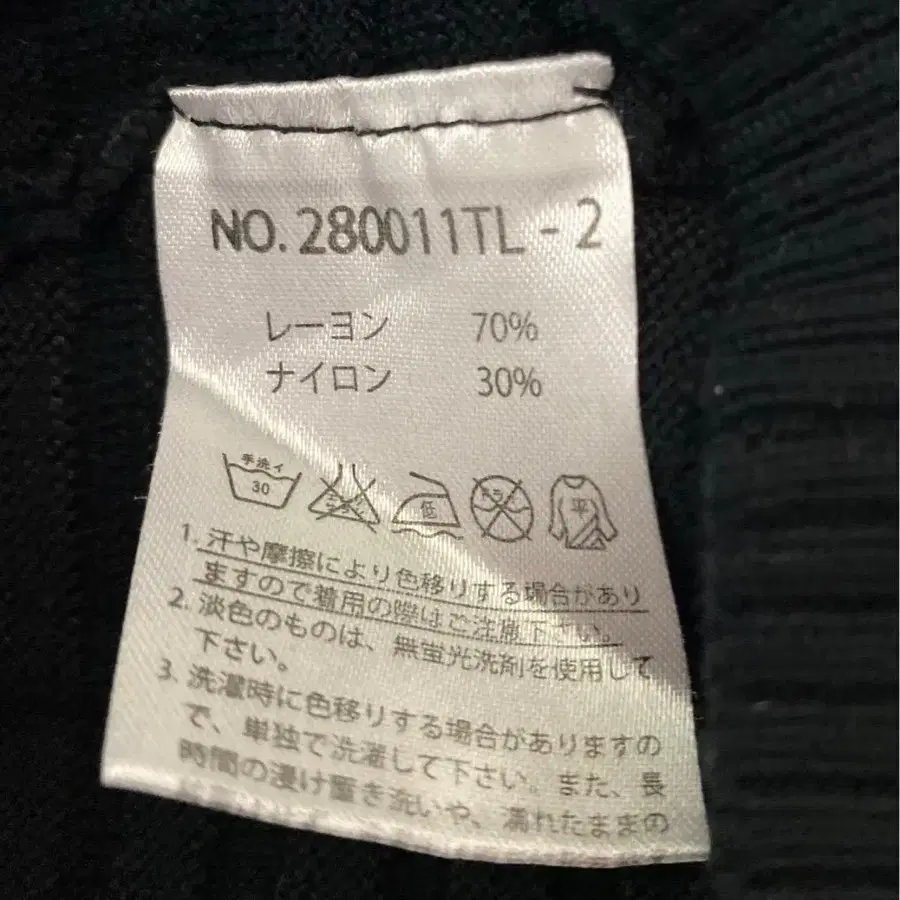 NO. 280011TL - 2
レーヨン 70%
ナイロン 30%
手洗イ
30
低
平
1. 汗や摩擦により色移りする場合があり
ますので着用の際はご注意下さい。
2. 淡色のものは、無蛍光洗剤を使用して
下さい。
3. 洗濯時に色移りする場合がありますの
で、単独で洗濯して下さい。また、長
時間の浸け置き洗いや、濡れたままの